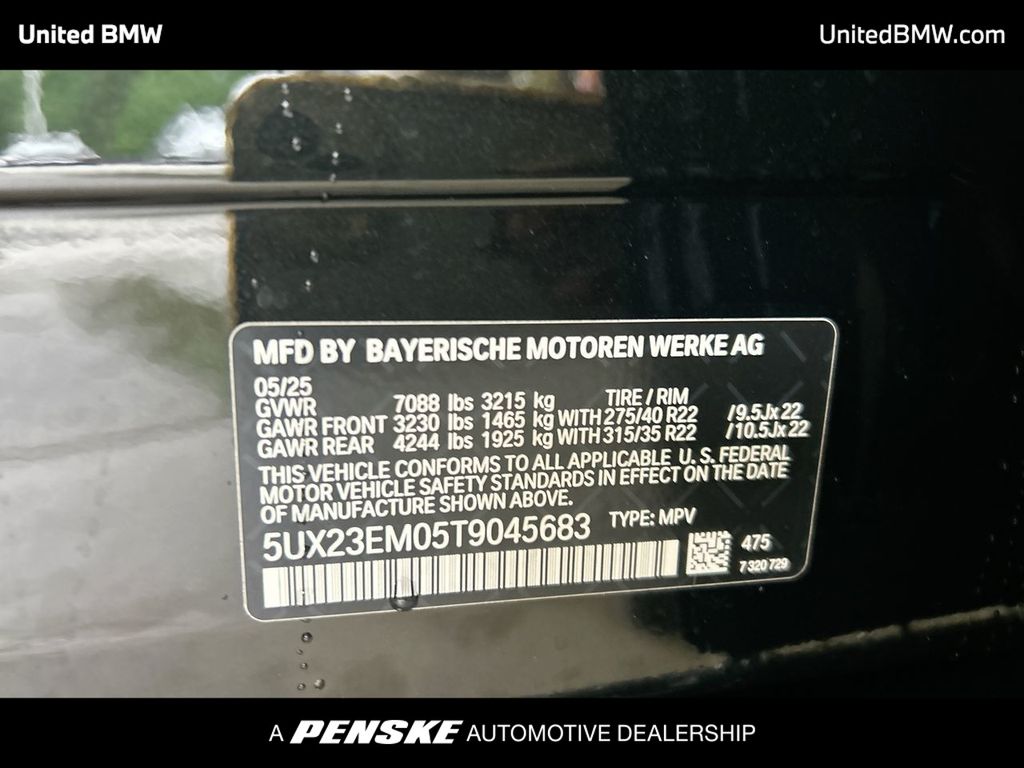 United BMW
UnitedBMW.com
MFD BY BAYERISCHE MOTOREN WERKE AG
05/25
GVWR 7088 lbs 3215 kg TIRE / RIM
GAWR FRONT 3230 lbs 1465 kg WITH 275/40 R22 /9.5Jx22
GAWR REAR 4244 lbs 1925 kg WITH 315/35 R22 /10.5Jx22
THIS VEHICLE CONFORMS TO ALL APPLICABLE U. S. FEDERAL
MOTOR VEHICLE SAFETY STANDARDS IN EFFECT ON THE DATE
OF MANUFACTURE SHOWN ABOVE.
5UX23EM05T9045683 TYPE: MPV
475
7 320 729
A PENSKE AUTOMOTIVE DEALERSHIP